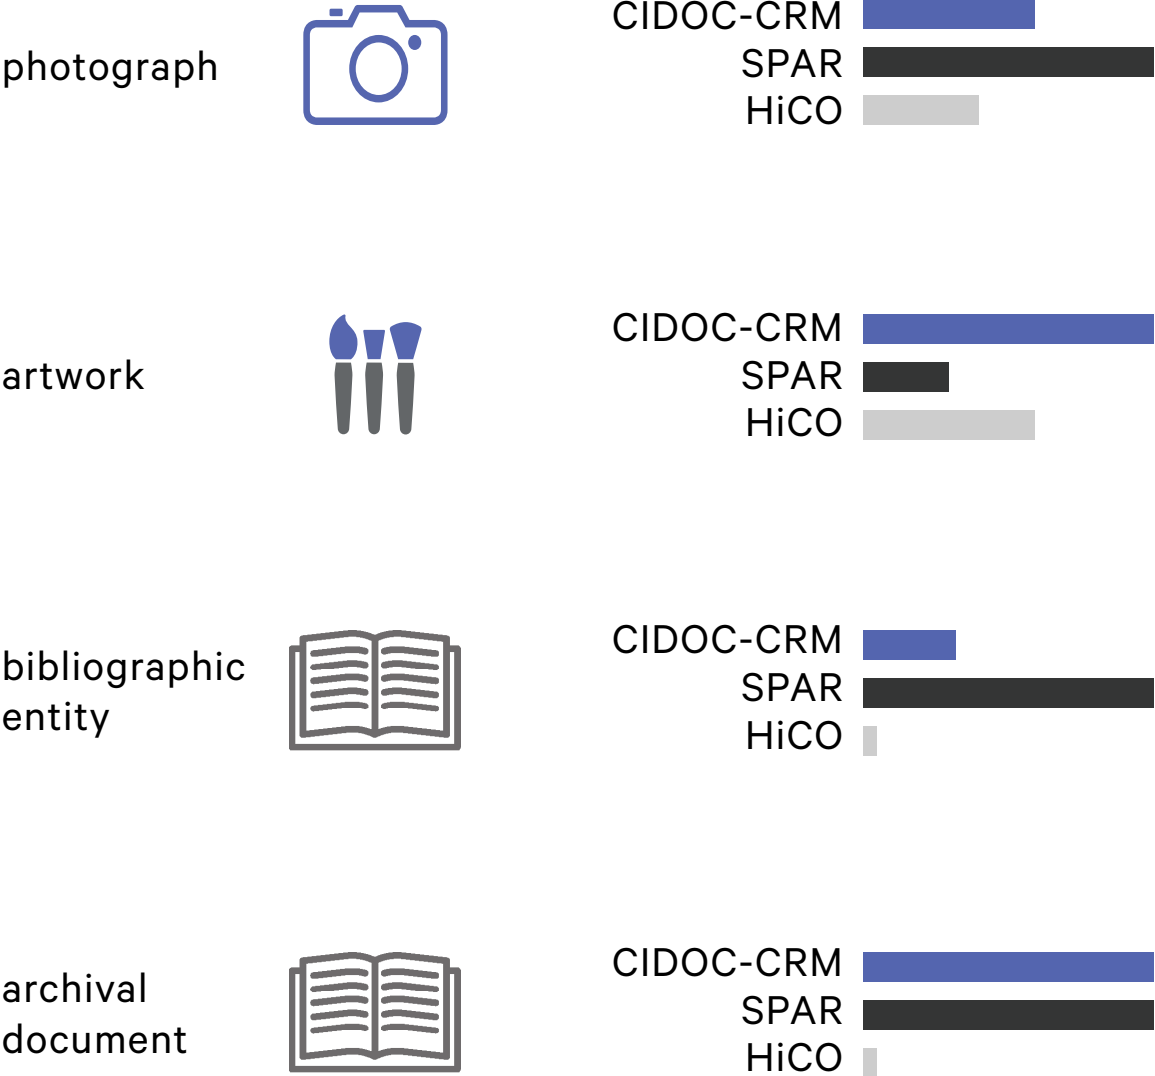 photograph
CIDOC-CRM
SPAR
HiCO
artwork
CIDOC-CRM
SPAR
HiCO
bibliographic
entity
CIDOC-CRM
SPAR
HiCO
archival
document
CIDOC-CRM
SPAR
HiCO